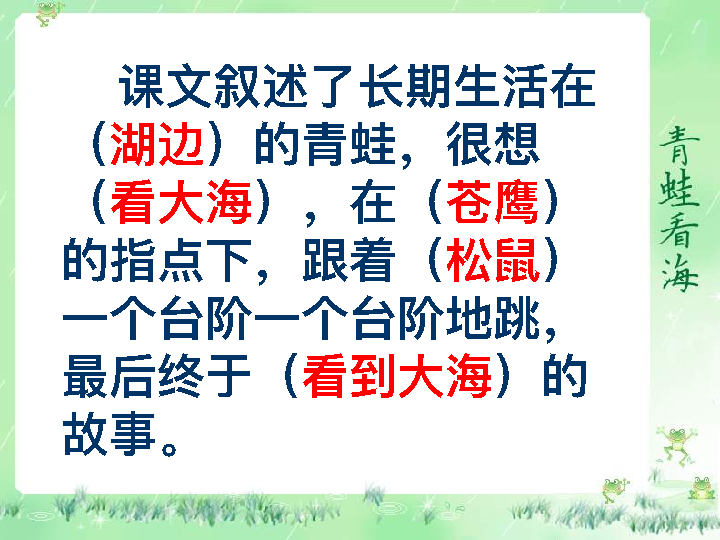 课文叙述了长期生活在
（湖边）的青蛙，很想
（看大海），在（苍鹰）
的指点下，跟着（松鼠）
一个台阶一个台阶地跳，
最后终于（看到大海）的
故事。
青蛙看海